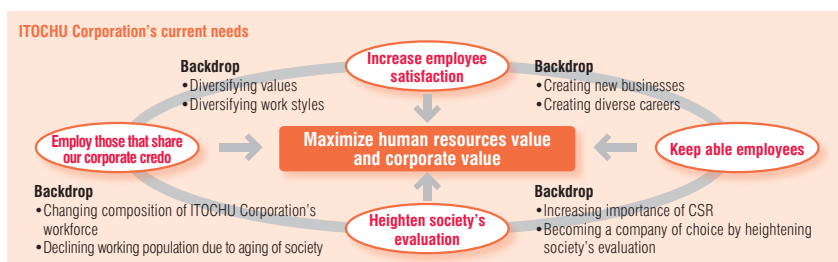 ITOCHU Corporation's current needs
Increase employee
satisfaction
Backdrop
•Diversifying values
•Diversifying work styles
Backdrop
•Creating new businesses
•Creating diverse careers
Employ those that share
our corporate credo
Maximize human resources value
and corporate value
Keep able employees
Backdrop
•Changing composition of ITOCHU Corporation's
workforce
•Declining working population due to aging of society
Heighten society's
evaluation
Backdrop
•Increasing importance of CSR
•Becoming a company of choice by heightening
society's evaluation